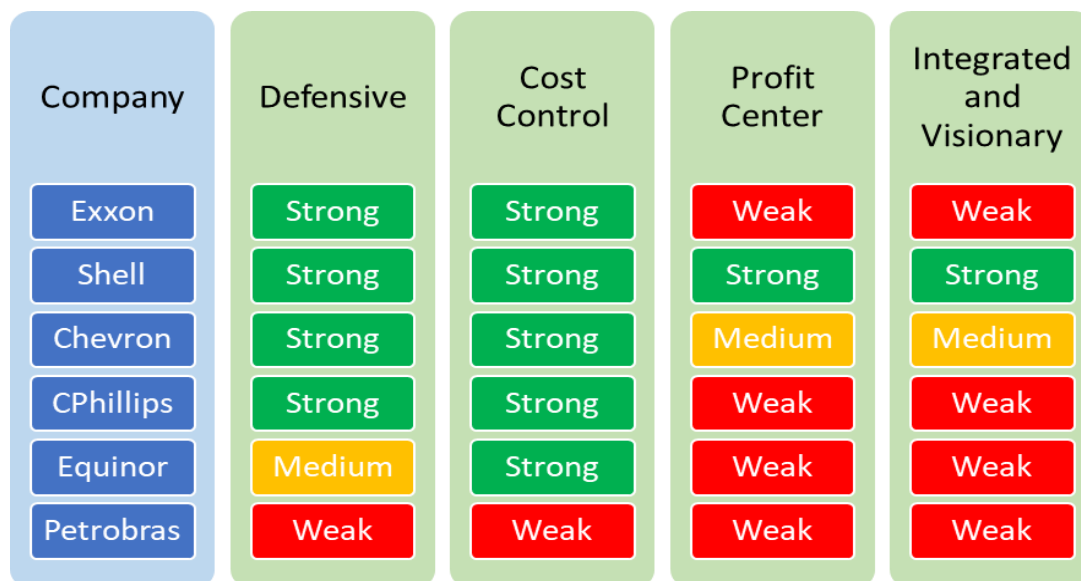 Company Defensive Cost Control Profit Center Integrated and Visionary
Exxon Strong Strong Weak Weak
Shell Strong Strong Strong Strong
Chevron Strong Strong Medium Medium
CPhillips Strong Strong Weak Weak
Equinor Medium Strong Weak Weak
Petrobras Weak Weak Weak Weak